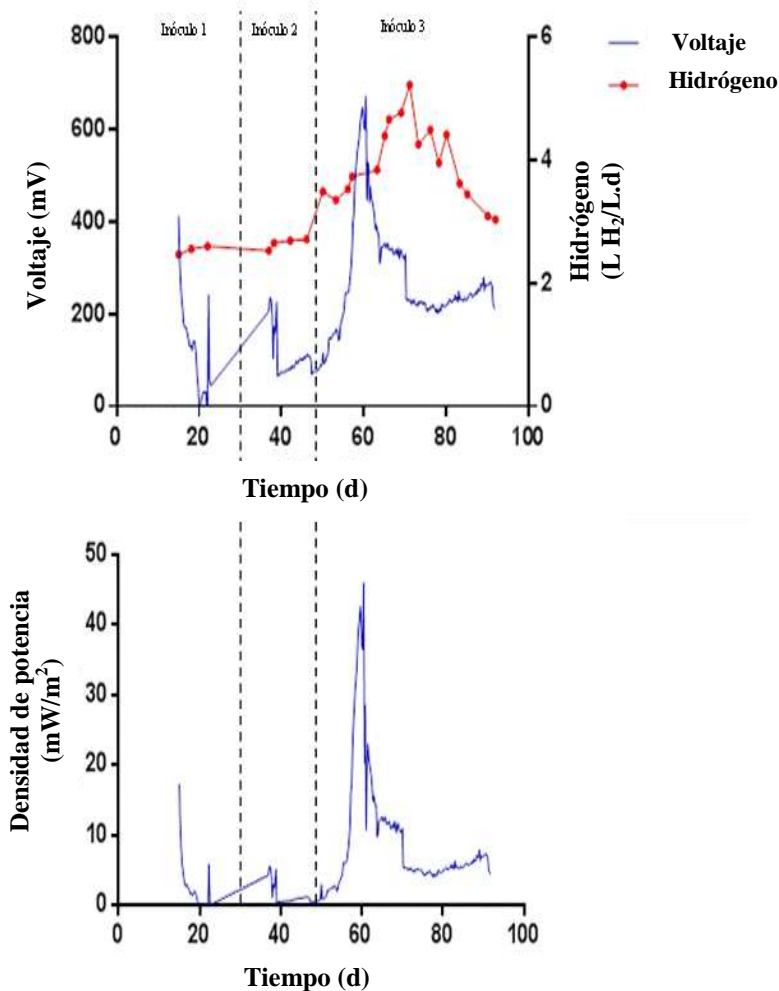 Inóculo 1
Inóculo 2
Inóculo 3
800
600
400
200
0
Voltaje (mV)
6
4
2
0
Hidrógeno
(L H₂/L.d)
Voltaje
Hidrógeno
0
20
40
60
80
100
Tiempo (d)
50
40
30
20
10
0
Densidad de potencia
(mW/m²)
0
20
40
60
80
100
Tiempo (d)